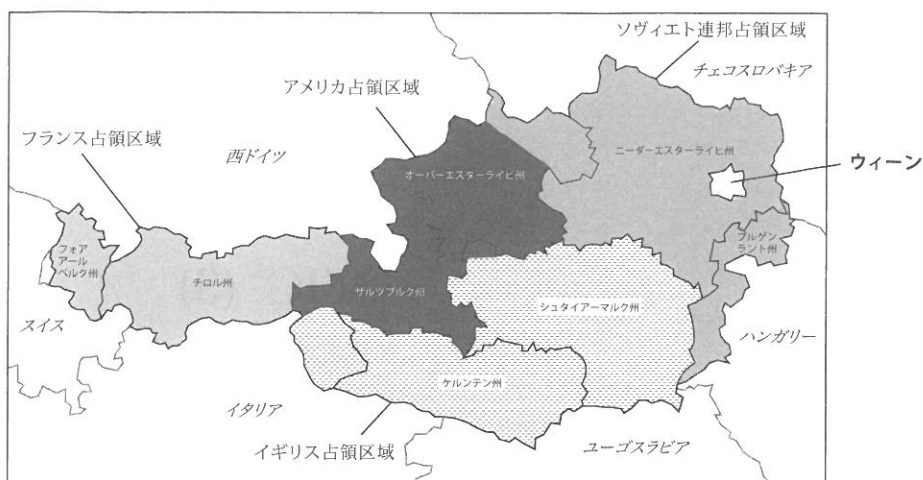 ソヴィエト連邦占領区域
チェコスロバキア
アメリカ占領区域
フランス占領区域
西ドイツ
ニーダーエスターライヒ州
ウィーン
オーバーエスターライヒ州
フォア
アール
ベルク州
ブルゲン
ラント州
チロル州
ザルツブルク州
シュタイアーマルク州
スイス
ハンガリー
ケルンテン州
イタリア
イギリス占領区域
ユーゴスラビア